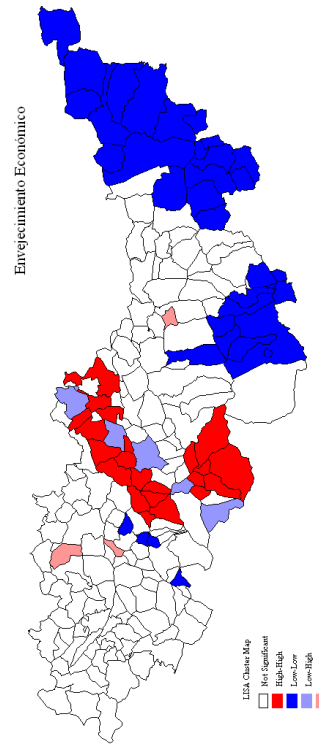 Envejecimiento Económico
LISA Cluster Map
Not Significant
High-High
Low-Low
Low-High